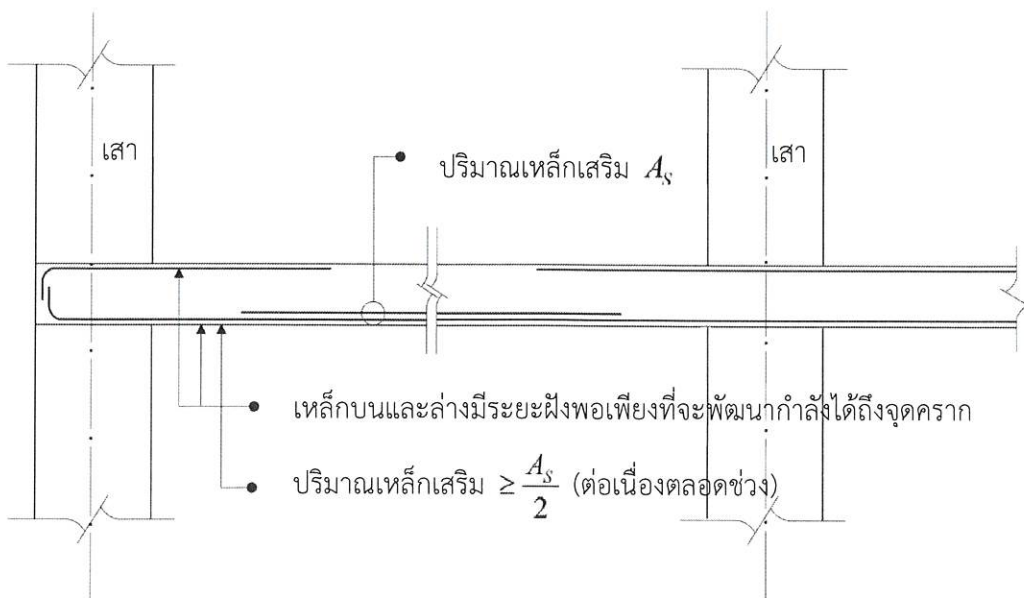 เสา
เสา
ปริมาณเหล็กเสริม A_S
เหล็กบนและล่างมีระยะฝังพอเพียงที่จะพัฒนากำลังได้ถึงจุดคราก
ปริมาณเหล็กเสริม ≥ A_S/2 (ต่อเนื่องตลอดช่วง)